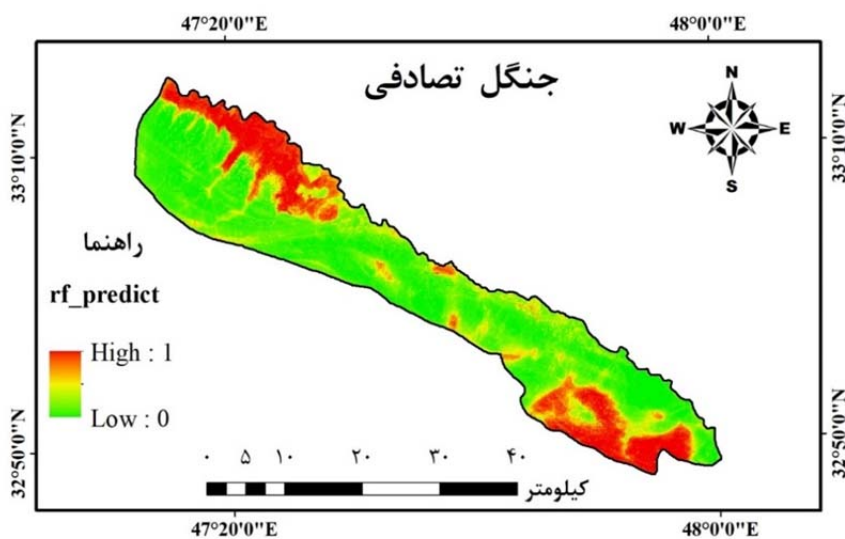 47°20'0"E 48°0'0"E
جنگل تصادفی
N
W E
S
33°10'0"N 33°10'0"N
راهنما
rf_predict
High : 1
Low : 0
۰ ۵ ۱۰ ۲۰ ۳۰ ۴۰
کیلومتر
32°50'0"N 32°50'0"N
47°20'0"E 48°0'0"E